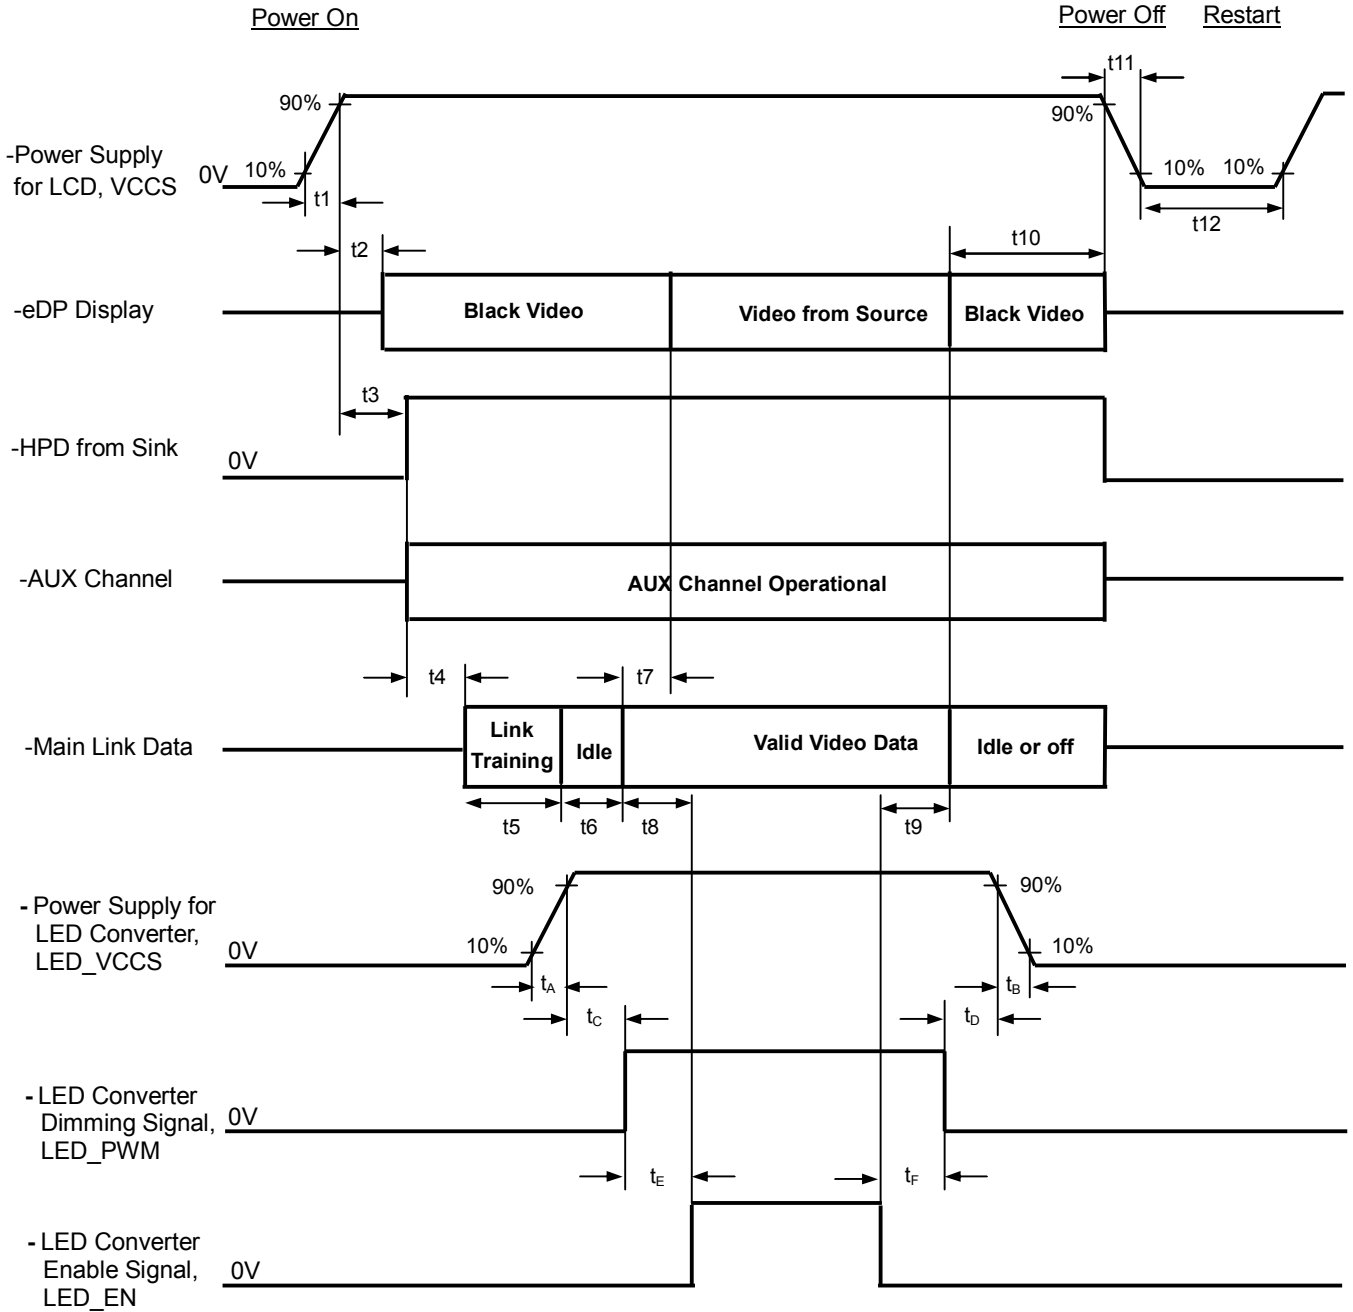 Power On
Power Off
Restart
t11
90%
90%
-Power Supply
for LCD, VCCS
0V
10%
10%
10%
t1
t12
t2
t10
-eDP Display
Black Video
Video from Source
Black Video
t3
-HPD from Sink
0V
-AUX Channel
AUX Channel Operational
t4
t7
-Main Link Data
Link
Training
Idle
Valid Video Data
Idle or off
t5
t6
t8
t9
90%
90%
- Power Supply for
LED Converter,
LED_VCCS
0V
10%
10%
tA
tB
tC
tD
- LED Converter
Dimming Signal,
LED_PWM
0V
tE
tF
- LED Converter
Enable Signal,
LED_EN
0V